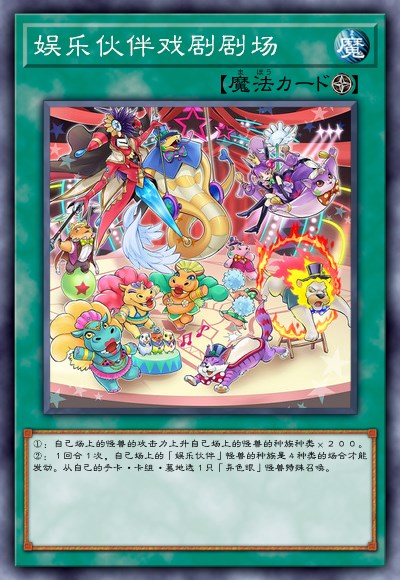 娱乐伙伴戏剧剧场
魔
【魔法カード】
まほう
①：自己场上的怪兽的攻击力上升自己场上的怪兽的种族种类×２００。
②：１回合１次，自己场上的「娱乐伙伴」怪兽的种族是４种类的场合才能
发动。从自己的手卡·卡组·墓地选１只「异色眼」怪兽特殊召唤。